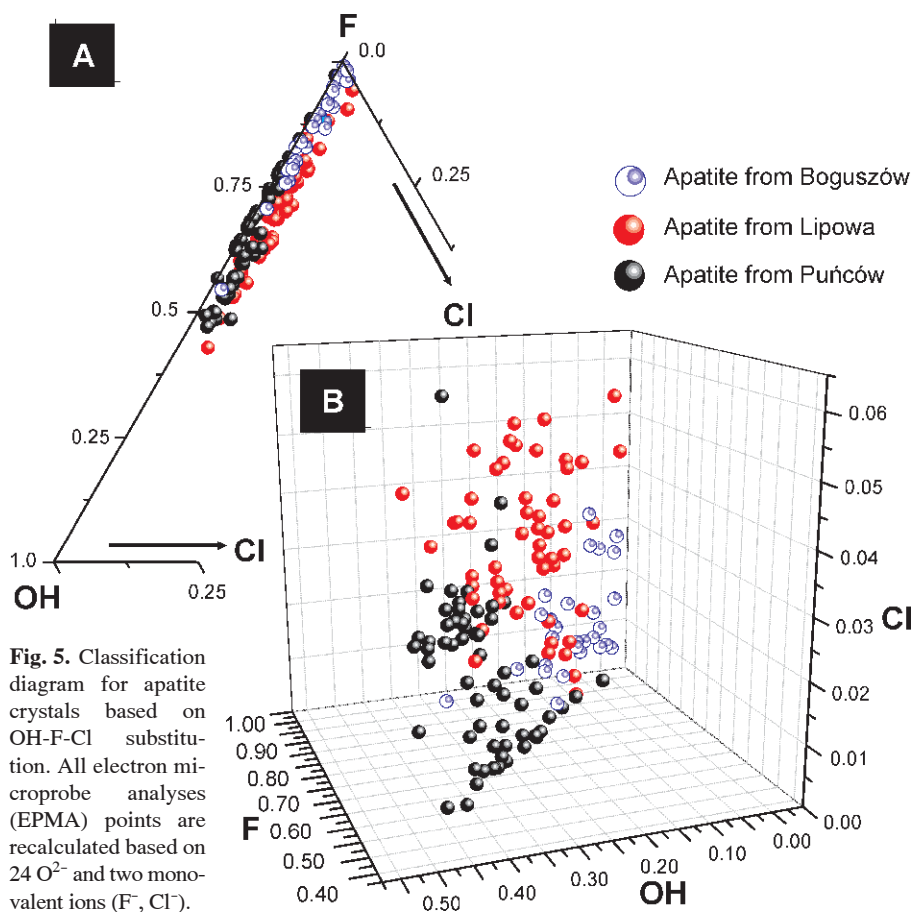 A
F
0.0
0.25
0.75
Cl
0.5
0.25
1.0
OH
Cl
0.25
Apatite from Boguszów
Apatite from Lipowa
Apatite from Puńców
B
0.06
0.05
0.04
0.03
0.02
0.01
0.00
Cl
1.00
0.90
0.80
0.70
0.60
0.50
0.40
F
0.50
0.40
0.30
0.20
0.10
0.00
OH
Fig. 5. Classification
diagram for apatite
crystals based on
OH-F-Cl substitu-
tion. All electron mi-
croprobe analyses
(EPMA) points are
recalculated based on
24 O²⁻ and two mono-
valent ions (F⁻, Cl⁻).